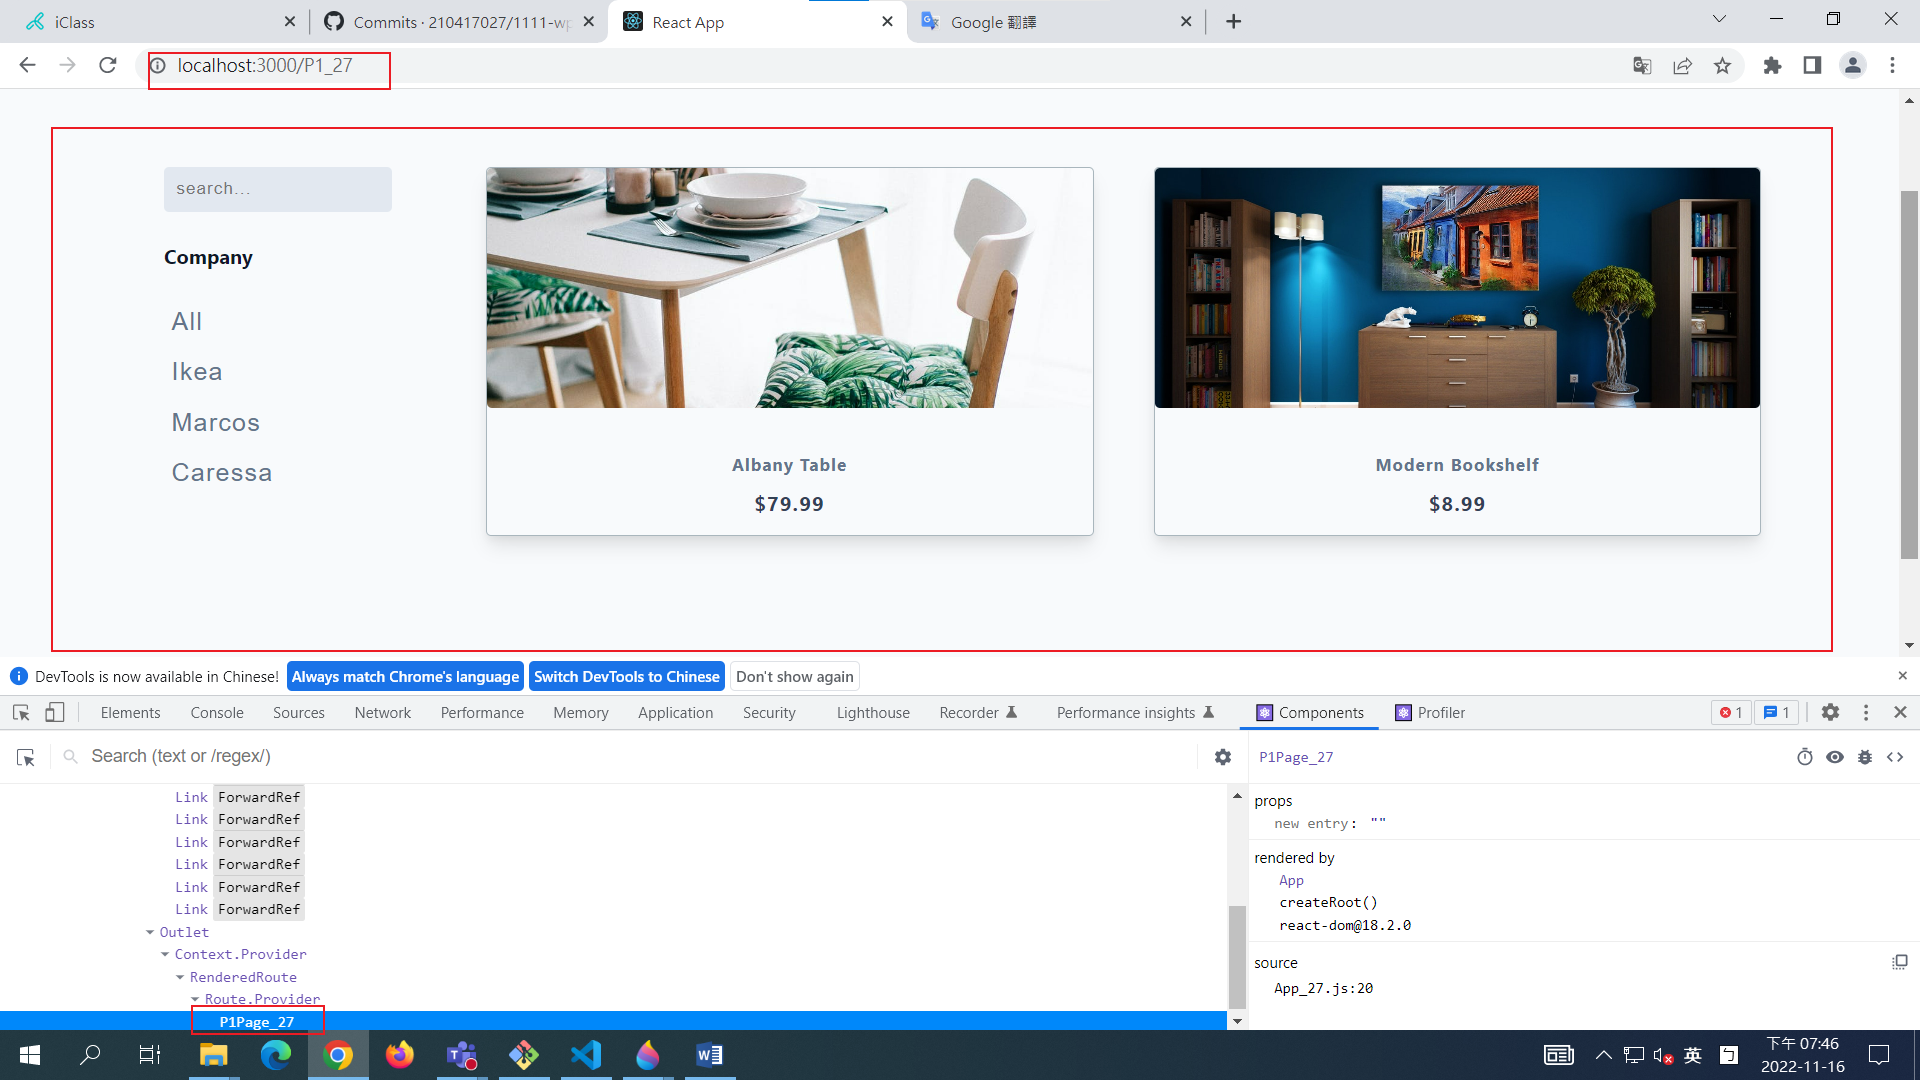 iClass
Commits · 210417027/1111-wp
React App
Google 翻譯
localhost:3000/P1_27
search...
Company
All
Ikea
Marcos
Caressa
Albany Table
$79.99
Modern Bookshelf
$8.99
DevTools is now available in Chinese!
Always match Chrome's language
Switch DevTools to Chinese
Don't show again
Elements
Console
Sources
Network
Performance
Memory
Application
Security
Lighthouse
Recorder
Performance insights
Components
Profiler
1
1
Search (text or /regex/)
P1Page_27
Link ForwardRef
Link ForwardRef
Link ForwardRef
Link ForwardRef
Link ForwardRef
Link ForwardRef
Outlet
Context.Provider
RenderedRoute
Route.Provider
P1Page_27
props
new entry: ""
rendered by
App
createRoot()
react-dom@18.2.0
source
App_27.js:20
英
ㄅ
下午 07:46
2022-11-16